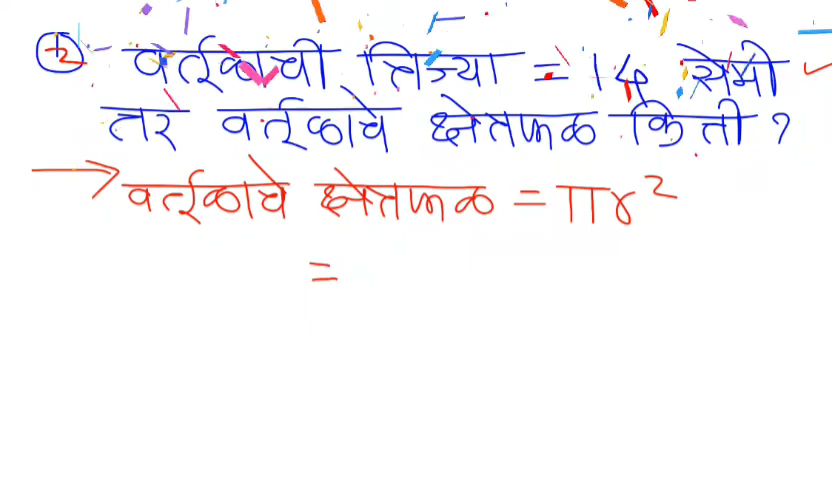 ② वर्तुळाची त्रिज्या = 14 सेमी
तर वर्तुळाचे क्षेत्रफळ किती ?
→ वर्तुळाचे क्षेत्रफळ = πr²
=